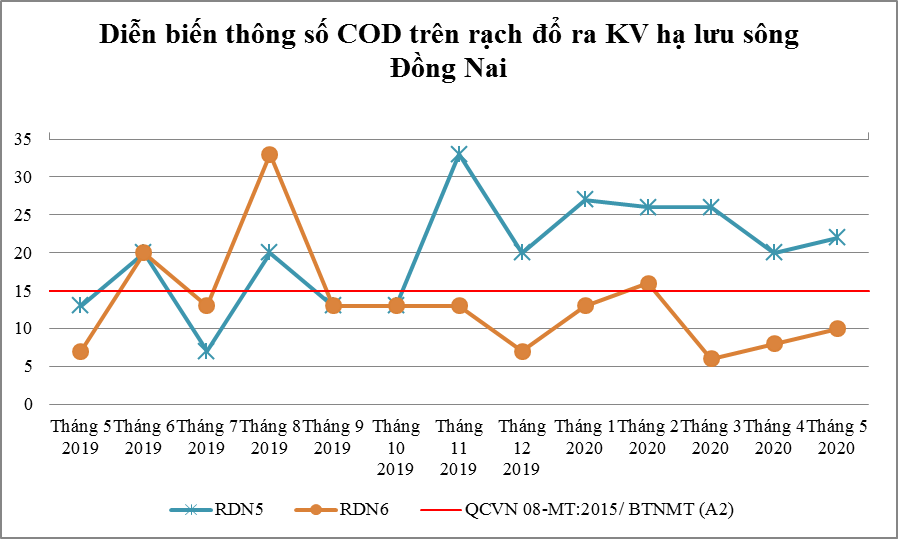 Diễn biến thông số COD trên rạch đổ ra KV hạ lưu sông
Đồng Nai
35
30
25
20
15
10
5
0
Tháng 5 Tháng 6 Tháng 7 Tháng 8 Tháng 9 Tháng Tháng Tháng Tháng 1 Tháng 2 Tháng 3 Tháng 4 Tháng 5
2019 2019 2019 2019 2019 10 11 2019 12 2019 2020 2020 2020 2020 2020
2019
RDN5 RDN6 QCVN 08-MT:2015/ BTNMT (A2)